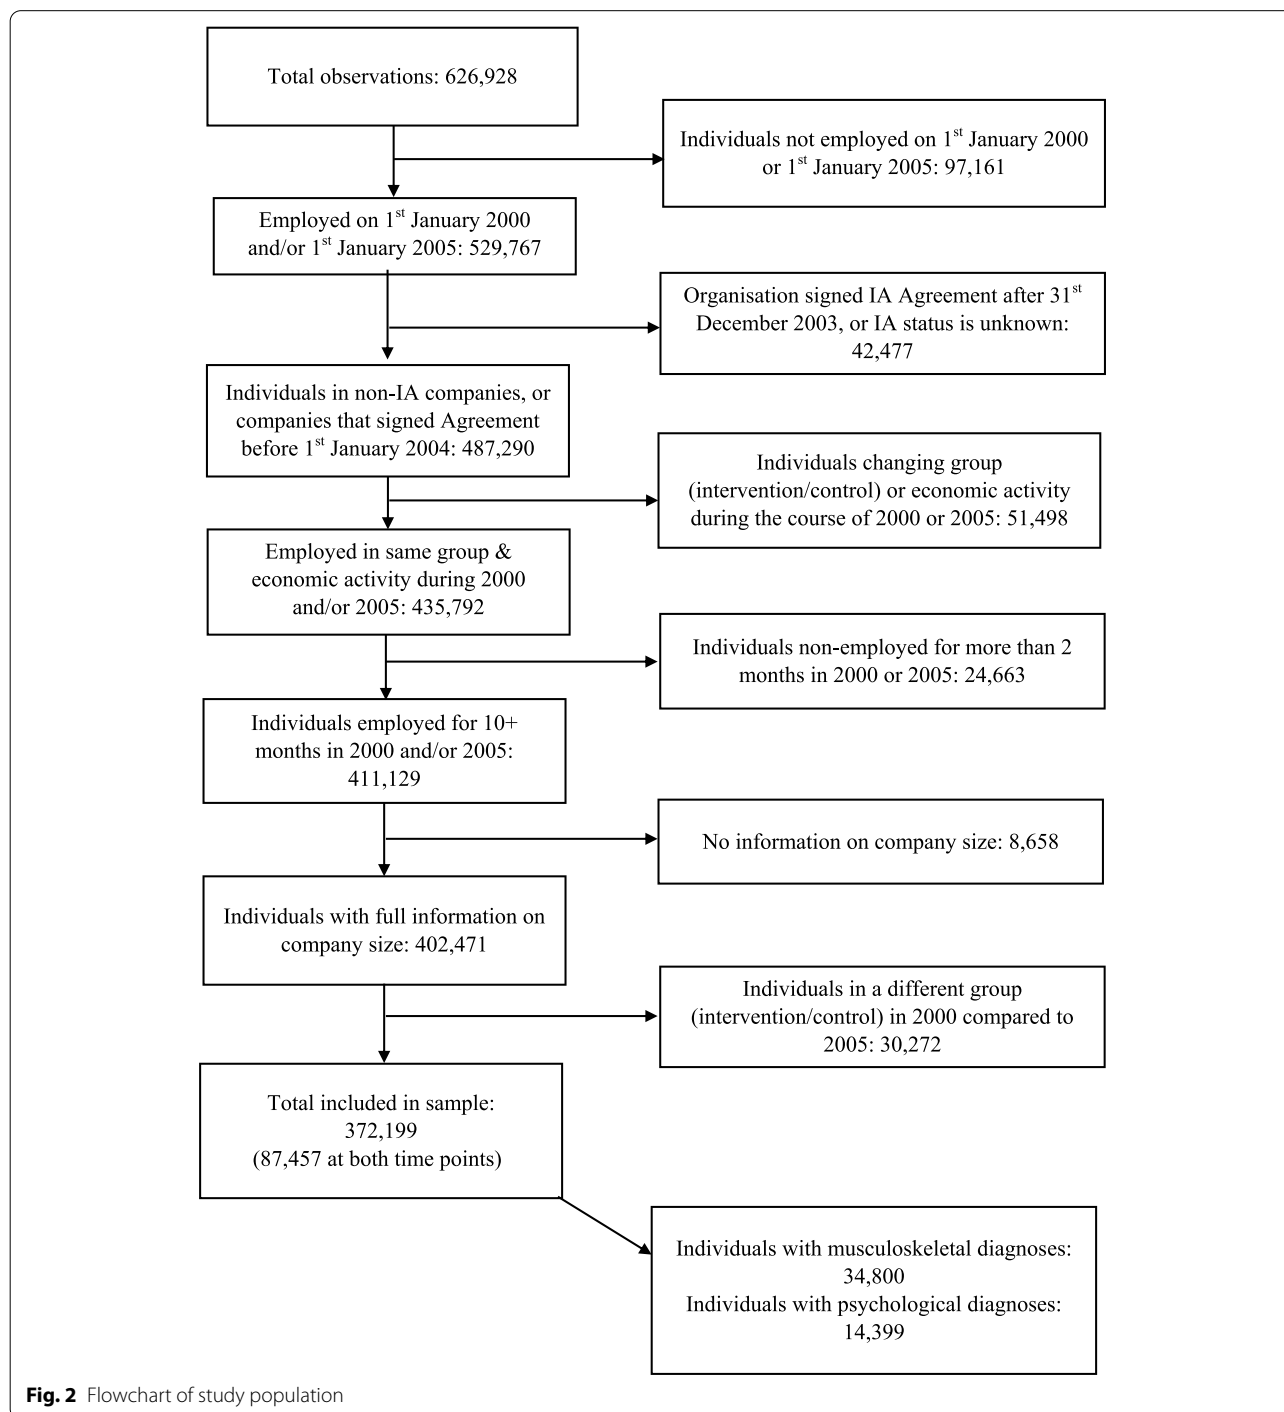 Total observations: 626,928
Individuals not employed on 1st January 2000
or 1st January 2005: 97,161
Employed on 1st January 2000
and/or 1st January 2005: 529,767
Organisation signed IA Agreement after 31st
December 2003, or IA status is unknown:
42,477
Individuals in non-IA companies, or
companies that signed Agreement
before 1st January 2004: 487,290
Individuals changing group
(intervention/control) or economic activity
during the course of 2000 or 2005: 51,498
Employed in same group &
economic activity during 2000
and/or 2005: 435,792
Individuals non-employed for more than 2
months in 2000 or 2005: 24,663
Individuals employed for 10+
months in 2000 and/or 2005:
411,129
No information on company size: 8,658
Individuals with full information on
company size: 402,471
Individuals in a different group
(intervention/control) in 2000 compared to
2005: 30,272
Total included in sample:
372,199
(87,457 at both time points)
Individuals with musculoskeletal diagnoses:
34,800
Individuals with psychological diagnoses:
14,399
Fig. 2 Flowchart of study population